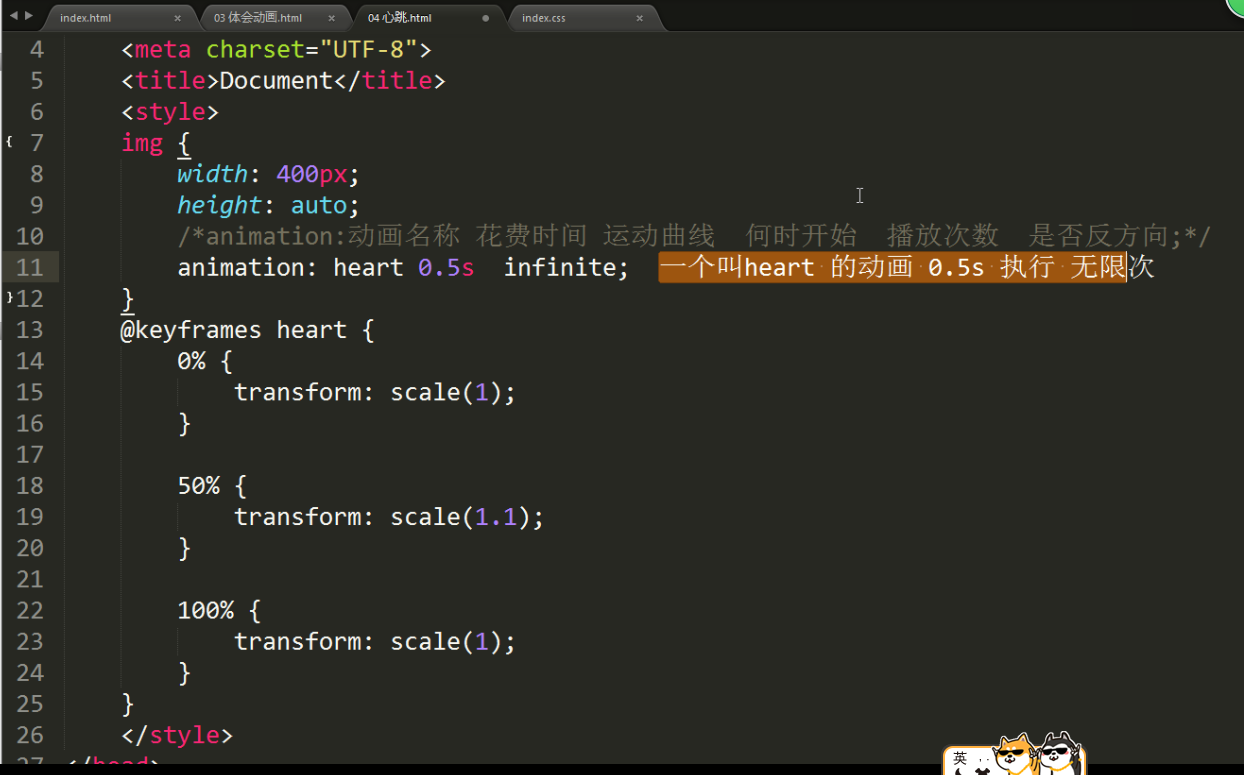 index.html × 03 体会动画.html × 04 心跳.html ● index.css ×
4 <meta charset="UTF-8">
5 <title>Document</title>
6 <style>
{ 7 img {
8 width: 400px;
9 height: auto;
10 /*animation:动画名称 花费时间 运动曲线  何时开始  播放次数  是否反方向;*/
11 animation: heart 0.5s  infinite;  一个叫heart 的动画 0.5s 执行 无限次
}12 }
13 @keyframes heart {
14 0% {
15 transform: scale(1);
16 }
17
18 50% {
19 transform: scale(1.1);
20 }
21
22 100% {
23 transform: scale(1);
24 }
25 }
26 </style>
27 </head>
英